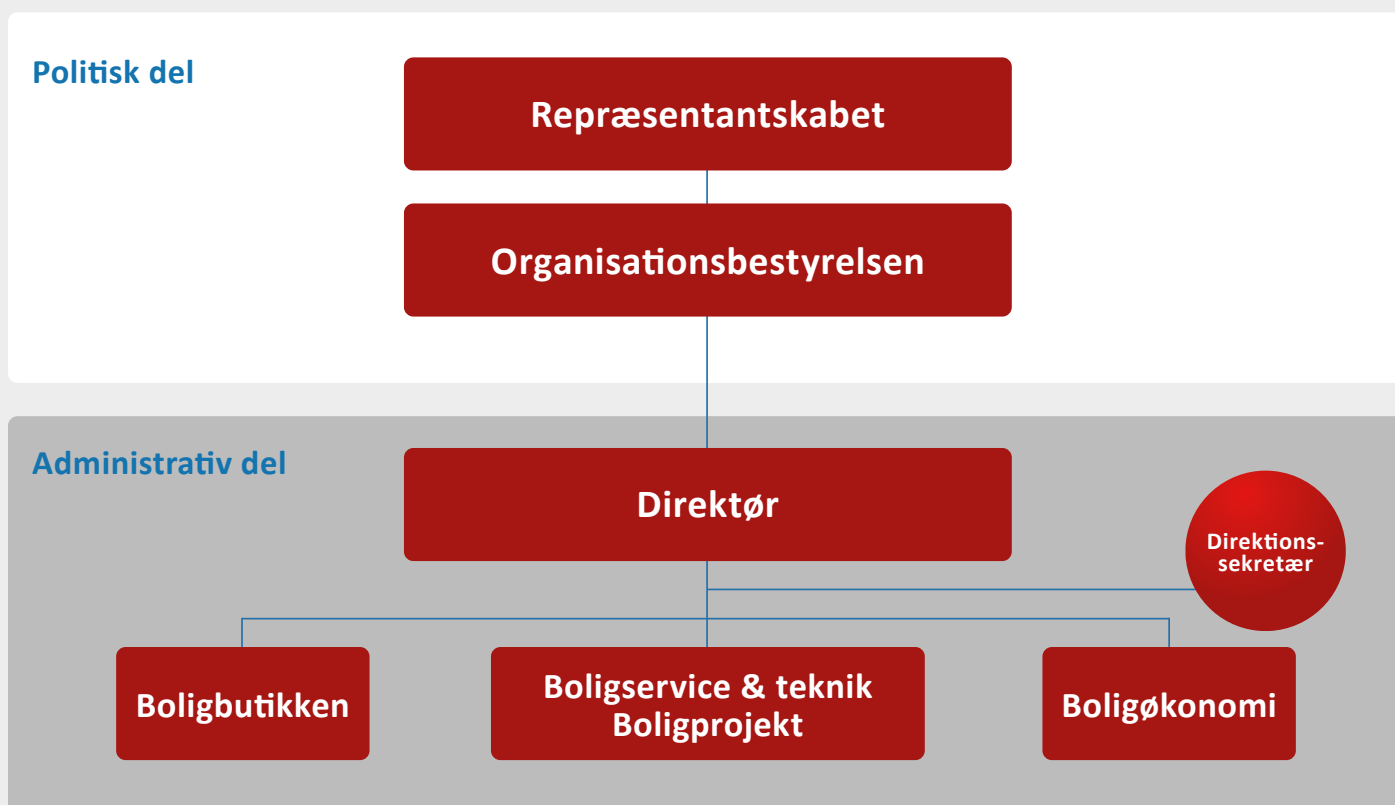 Politisk del
Repræsentantskabet
Organisationsbestyrelsen
Administrativ del
Direktør
Direktions-
sekretær
Boligbutikken
Boligservice & teknik
Boligprojekt
Boligøkonomi